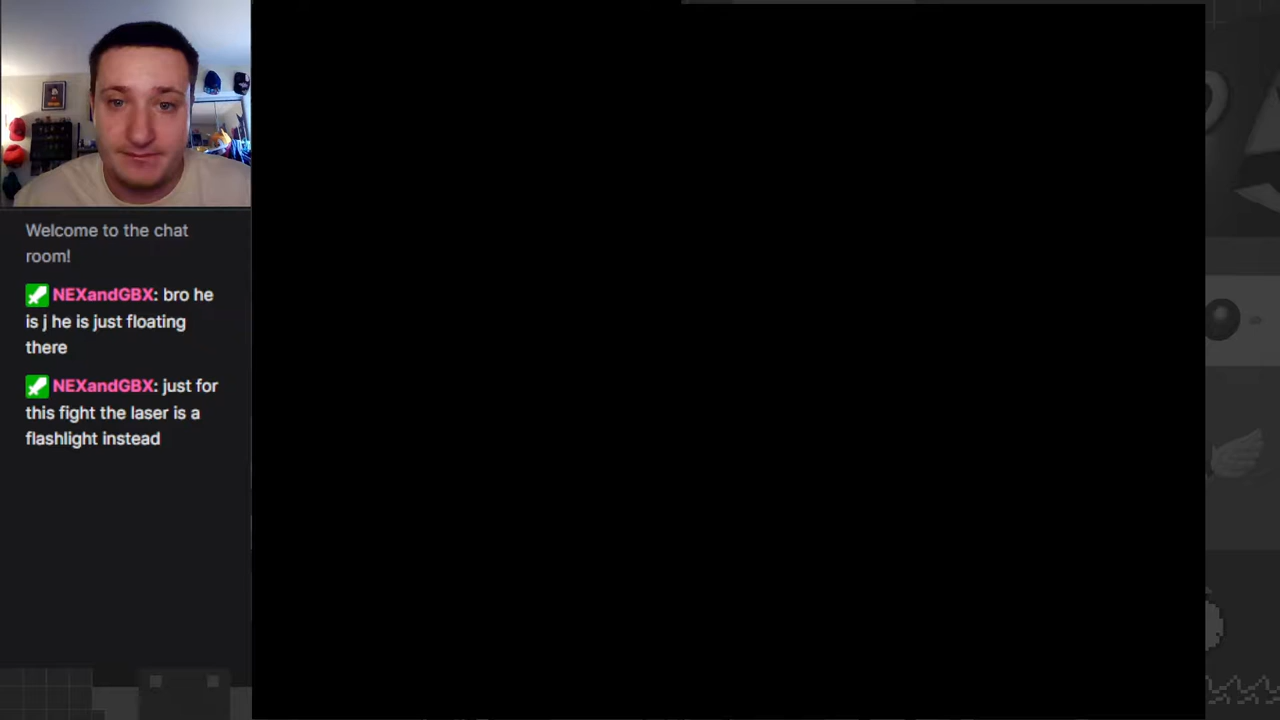 Welcome to the chat
room!
NEXandGBX: bro he
is j he is just floating
there
NEXandGBX: just for
this fight the laser is a
flashlight instead